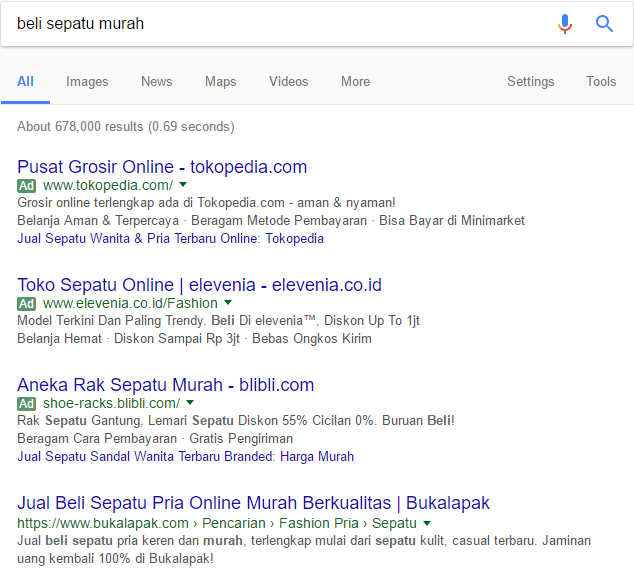 beli sepatu murah
All Images News Maps Videos More Settings Tools
About 678,000 results (0.69 seconds)
Pusat Grosir Online - tokopedia.com
Ad www.tokopedia.com/
Grosir online terlengkap ada di Tokopedia.com - aman & nyaman!
Belanja Aman & Terpercaya · Beragam Metode Pembayaran · Bisa Bayar di Minimarket
Jual Sepatu Wanita & Pria Terbaru Online: Tokopedia
Toko Sepatu Online | elevenia - elevenia.co.id
Ad www.elevenia.co.id/Fashion
Model Terkini Dan Paling Trendy. Beli Di elevenia™, Diskon Up To 1jt
Belanja Hemat · Diskon Sampai Rp 3jt · Bebas Ongkos Kirim
Aneka Rak Sepatu Murah - blibli.com
Ad shoe-racks.blibli.com/
Rak Sepatu Gantung, Lemari Sepatu Diskon 55% Cicilan 0%. Buruan Beli!
Beragam Cara Pembayaran · Gratis Pengiriman
Jual Sepatu Sandal Wanita Terbaru Branded: Harga Murah
Jual Beli Sepatu Pria Online Murah Berkualitas | Bukalapak
https://www.bukalapak.com › Pencarian › Fashion Pria › Sepatu
Jual beli sepatu pria keren dan murah, terlengkap mulai dari sepatu kulit, casual terbaru. Jaminan
uang kembali 100% di Bukalapak!